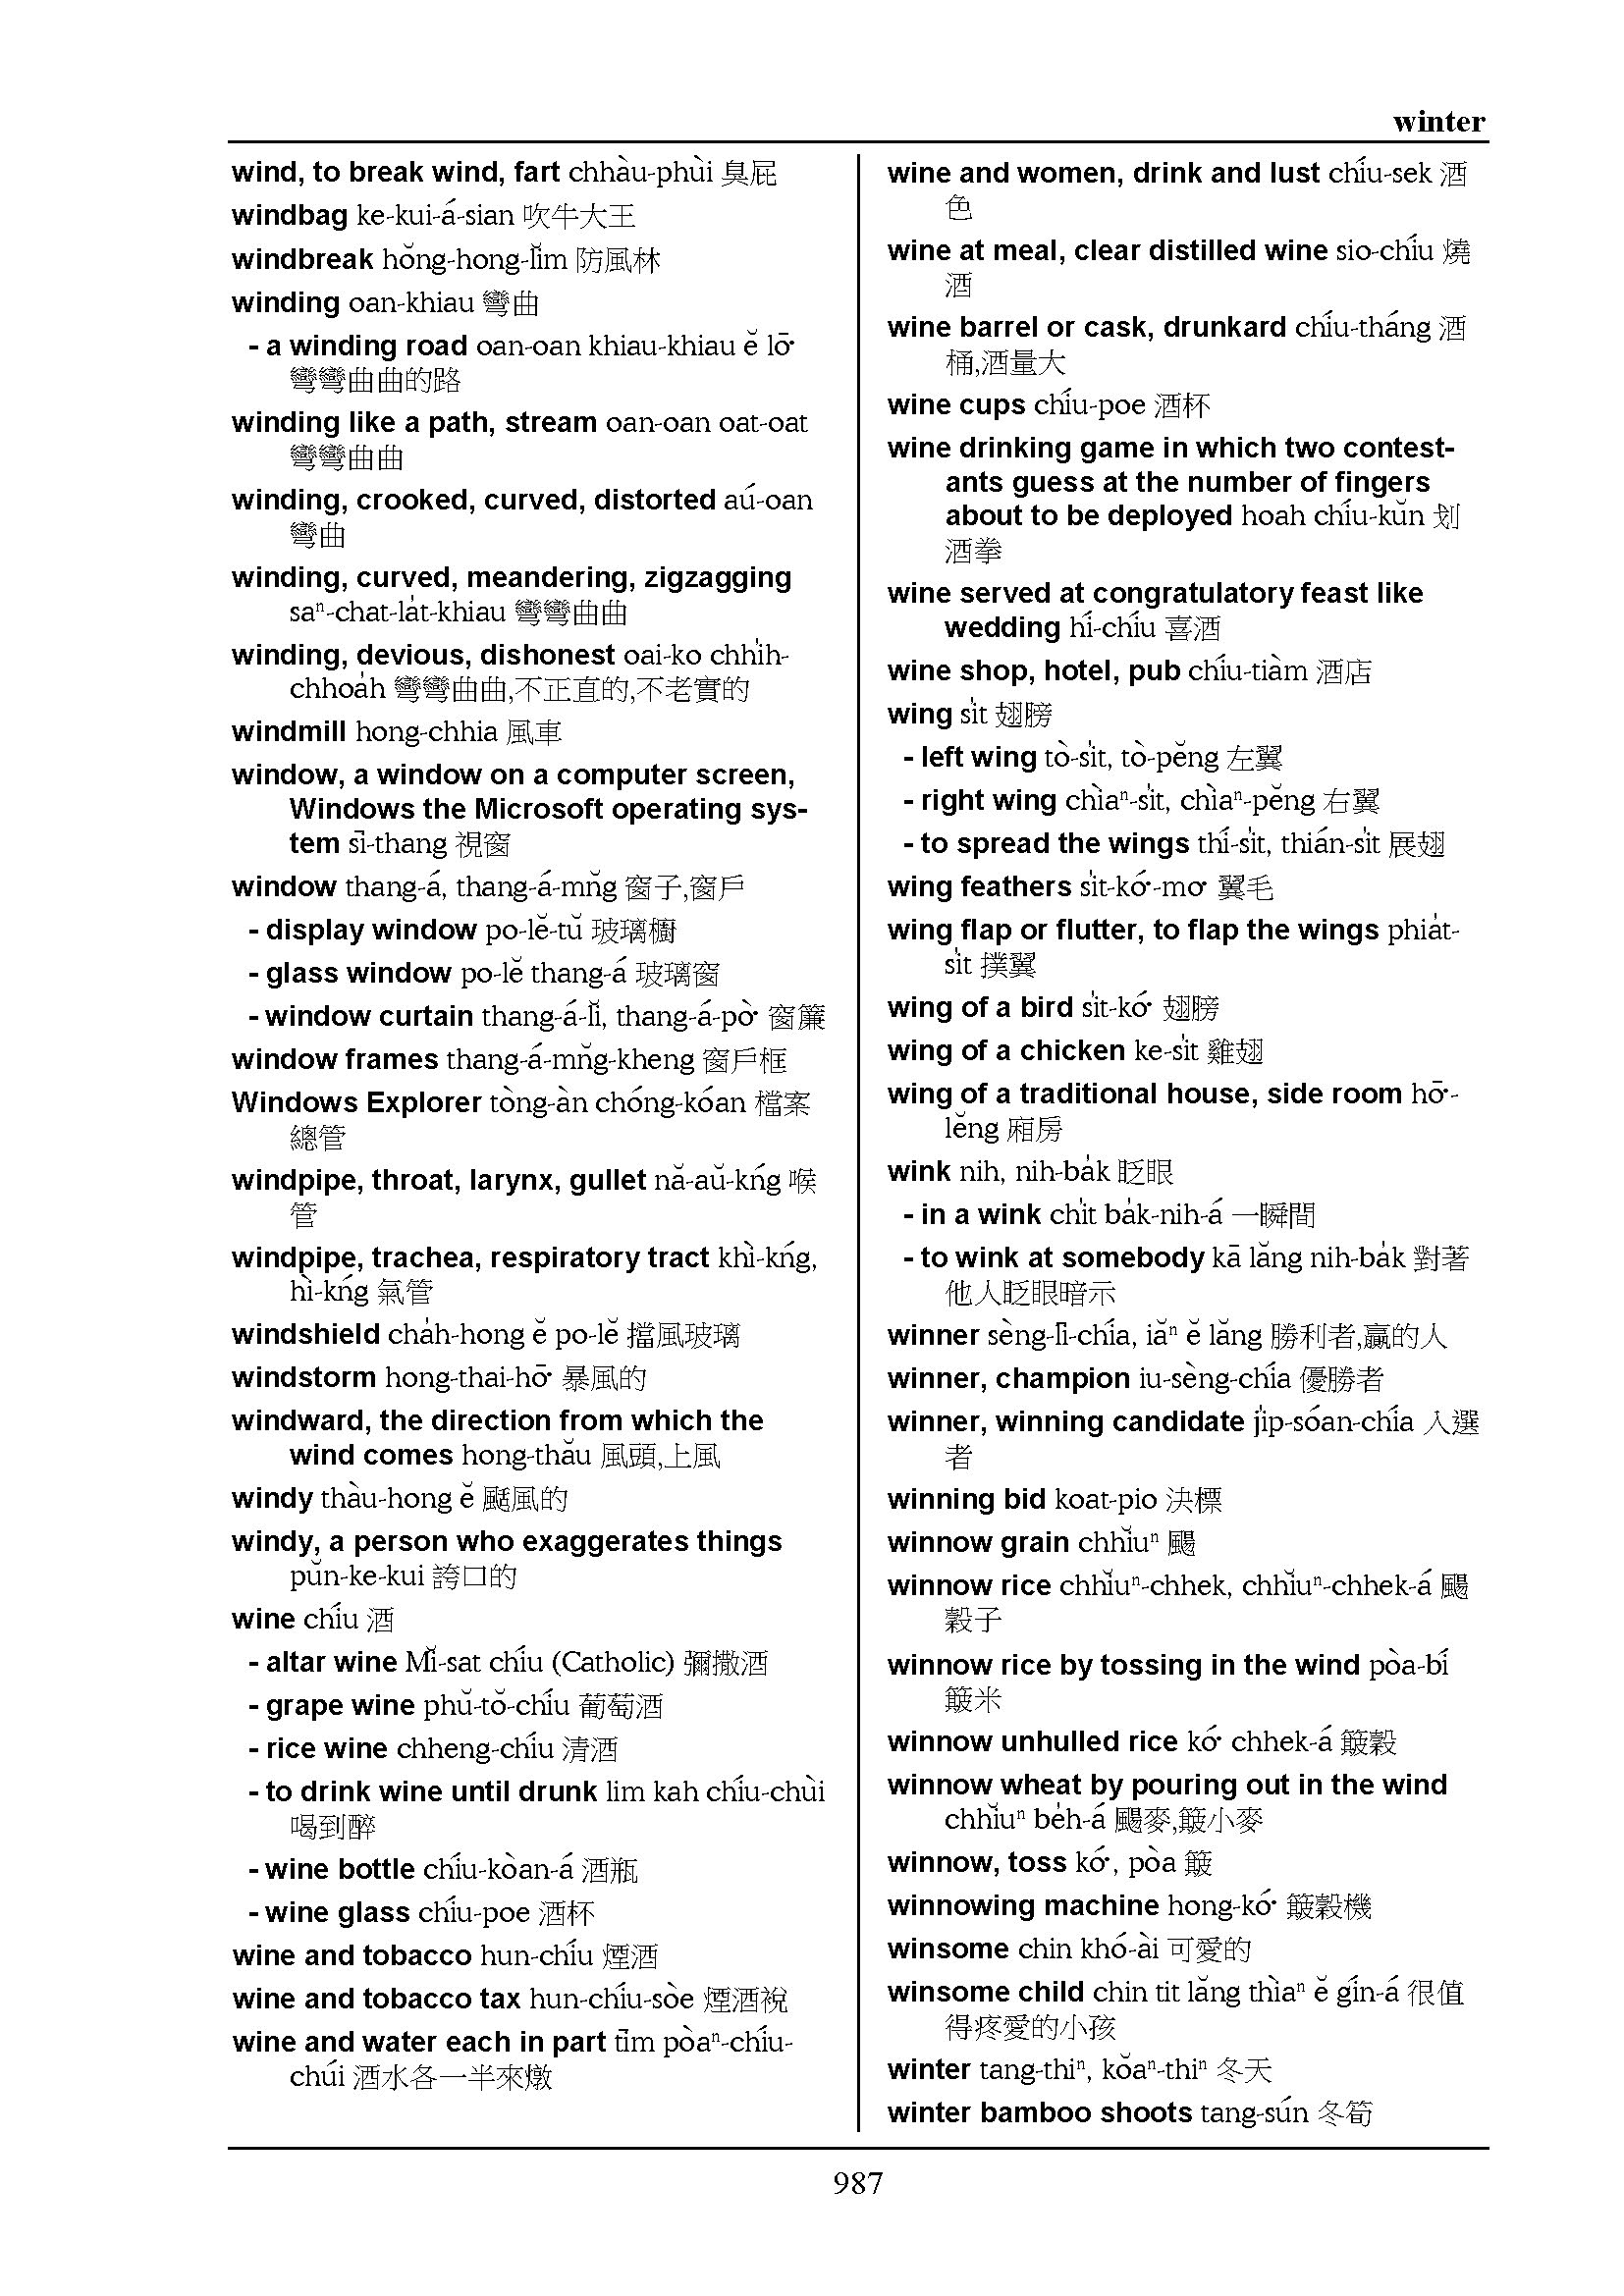 winter
wind, to break wind, fart chhàu-phùi 臭屁
windbag ke-kui-á-sian 吹牛大王
windbreak hŏng-hong-lĭm 防風林
winding oan-khiau 彎曲
- a winding road oan-oan khiau-khiau ĕ lō͘
彎彎曲曲的路
winding like a path, stream oan-oan oat-oat
彎彎曲曲
winding, crooked, curved, distorted aú-oan
彎曲
winding, curved, meandering, zigzagging
saⁿ-chat-la̍t-khiau 彎彎曲曲
winding, devious, dishonest oai-ko chhi̍h-
chhoa̍h 彎彎曲曲,不正直的,不老實的
windmill hong-chhia 風車
window, a window on a computer screen,
Windows the Microsoft operating sys-
tem sī-thang 視窗
window thang-á, thang-á-mn̆g 窗子,窗戶
- display window po-lĕ-tŭ 玻璃櫥
- glass window po-lĕ thang-á 玻璃窗
- window curtain thang-á-lĭ, thang-á-pò͘ 窗簾
window frames thang-á-mn̆g-kheng 窗戶框
Windows Explorer tòng-àn chóng-kóan 檔案
總管
windpipe, throat, larynx, gullet nă-aŭ-kńg 喉
管
windpipe, trachea, respiratory tract khì-kńg,
hì-kńg 氣管
windshield cha̍h-hong ĕ po-lĕ 擋風玻璃
windstorm hong-thai-hō͘ 暴風的
windward, the direction from which the
wind comes hong-thău 風頭,上風
windy thàu-hong ĕ 颳風的
windy, a person who exaggerates things
pŭn-ke-kui 誇口的
wine chíu 酒
- altar wine Mĭ-sat chíu (Catholic) 彌撒酒
- grape wine phŭ-tŏ-chíu 葡萄酒
- rice wine chheng-chíu 清酒
- to drink wine until drunk lim kah chíu-chùi
喝到醉
- wine bottle chíu-kòan-á 酒瓶
- wine glass chíu-poe 酒杯
wine and tobacco hun-chíu 煙酒
wine and tobacco tax hun-chíu-sòe 煙酒稅
wine and water each in part tīm pòaⁿ-chíu-
chúi 酒水各一半來燉
wine and women, drink and lust chíu-sek 酒
色
wine at meal, clear distilled wine sio-chíu 燒
酒
wine barrel or cask, drunkard chíu-tháng 酒
桶,酒量大
wine cups chíu-poe 酒杯
wine drinking game in which two contest-
ants guess at the number of fingers
about to be deployed hoah chíu-kŭn 划
酒拳
wine served at congratulatory feast like
wedding hí-chíu 喜酒
wine shop, hotel, pub chíu-tiàm 酒店
wing si̍t 翅膀
- left wing tò-si̍t, tò-pĕng 左翼
- right wing chìaⁿ-si̍t, chìaⁿ-pĕng 右翼
- to spread the wings thí-si̍t, thián-si̍t 展翅
wing feathers si̍t-kó͘-mo͘ 翼毛
wing flap or flutter, to flap the wings phia̍t-
si̍t 撲翼
wing of a bird si̍t-kó͘ 翅膀
wing of a chicken ke-si̍t 雞翅
wing of a traditional house, side room hō͘-
lĕng 廂房
wink nih, nih-ba̍k 眨眼
- in a wink chi̍t ba̍k-nih-á 一瞬間
- to wink at somebody kā lăng nih-ba̍k 對著
他人眨眼暗示
winner sèng-lī-chía, iăⁿ ĕ lăng 勝利者,贏的人
winner, champion iu-sèng-chía 優勝者
winner, winning candidate ji̍p-sóan-chía 入選
者
winning bid koat-pio 決標
winnow grain chhĭuⁿ 颺
winnow rice chhĭuⁿ-chhek, chhĭuⁿ-chhek-á 颺
穀子
winnow rice by tossing in the wind pòa-bí
簸米
winnow unhulled rice kó͘ chhek-á 簸穀
winnow wheat by pouring out in the wind
chhĭuⁿ be̍h-á 颺麥,簸小麥
winnow, toss kó͘, pòa 簸
winnowing machine hong-kó͘ 簸穀機
winsome chin khó-ài 可愛的
winsome child chin tit lăng thìaⁿ ĕ gín-á 很值
得疼愛的小孩
winter tang-thiⁿ, kŏaⁿ-thiⁿ 冬天
winter bamboo shoots tang-sún 冬筍
987